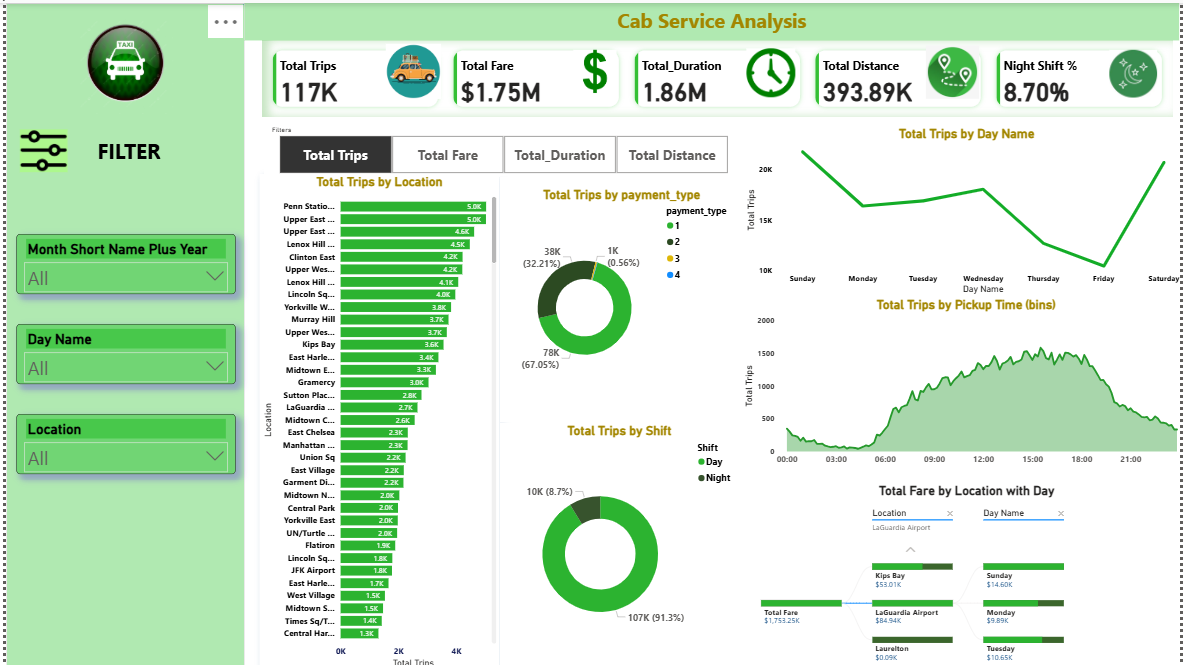 Cab Service Analysis
TAXI
FILTER
Month Short Name Plus Year
All
Day Name
All
Location
All
Total Trips
117K
Total Fare
$1.75M
Total_Duration
1.86M
Total Distance
393.89K
Night Shift %
8.70%
Filters
Total Trips
Total Fare
Total_Duration
Total Distance
Total Trips by Location
Location
Penn Statio... 5.0K
Upper East ... 5.0K
Upper East ... 4.6K
Lenox Hill ... 4.5K
Clinton East 4.2K
Upper Wes... 4.2K
Lenox Hill ... 4.1K
Lincoln Sq... 4.0K
Yorkville W... 3.8K
Murray Hill 3.7K
Upper Wes... 3.7K
Kips Bay 3.6K
East Harle... 3.4K
Midtown E... 3.3K
Gramercy 3.0K
Sutton Plac... 2.8K
LaGuardia ... 2.7K
Midtown C... 2.6K
East Chelsea 2.3K
Manhattan ... 2.3K
Union Sq 2.2K
East Village 2.2K
Garment Di... 2.2K
Midtown N... 2.0K
Central Park 2.0K
Yorkville East 2.0K
UN/Turtle ... 2.0K
Flatiron 1.9K
Lincoln Sq... 1.8K
JFK Airport 1.8K
East Harle... 1.7K
West Village 1.5K
Midtown S... 1.5K
Times Sq/T... 1.4K
Central Har... 1.3K
0K 2K 4K
Total Trips
Total Trips by payment_type
payment_type
1
2
3
4
38K
(32.21%)
1K
(0.56%)
78K
(67.05%)
Total Trips by Shift
Shift
Day
Night
10K (8.7%)
107K (91.3%)
Total Trips by Day Name
Total Trips
20K
15K
10K
Sunday Monday Tuesday Wednesday Thursday Friday Saturday
Day Name
Total Trips by Pickup Time (bins)
Total Trips
2000
1500
1000
500
0
00:00 03:00 06:00 09:00 12:00 15:00 18:00 21:00
Total Fare by Location with Day
Location
LaGuardia Airport
Day Name
Total Fare
$1,753.25K
Kips Bay
$53.01K
LaGuardia Airport
$84.94K
Laurelton
$0.09K
Sunday
$14.60K
Monday
$9.89K
Tuesday
$10.65K